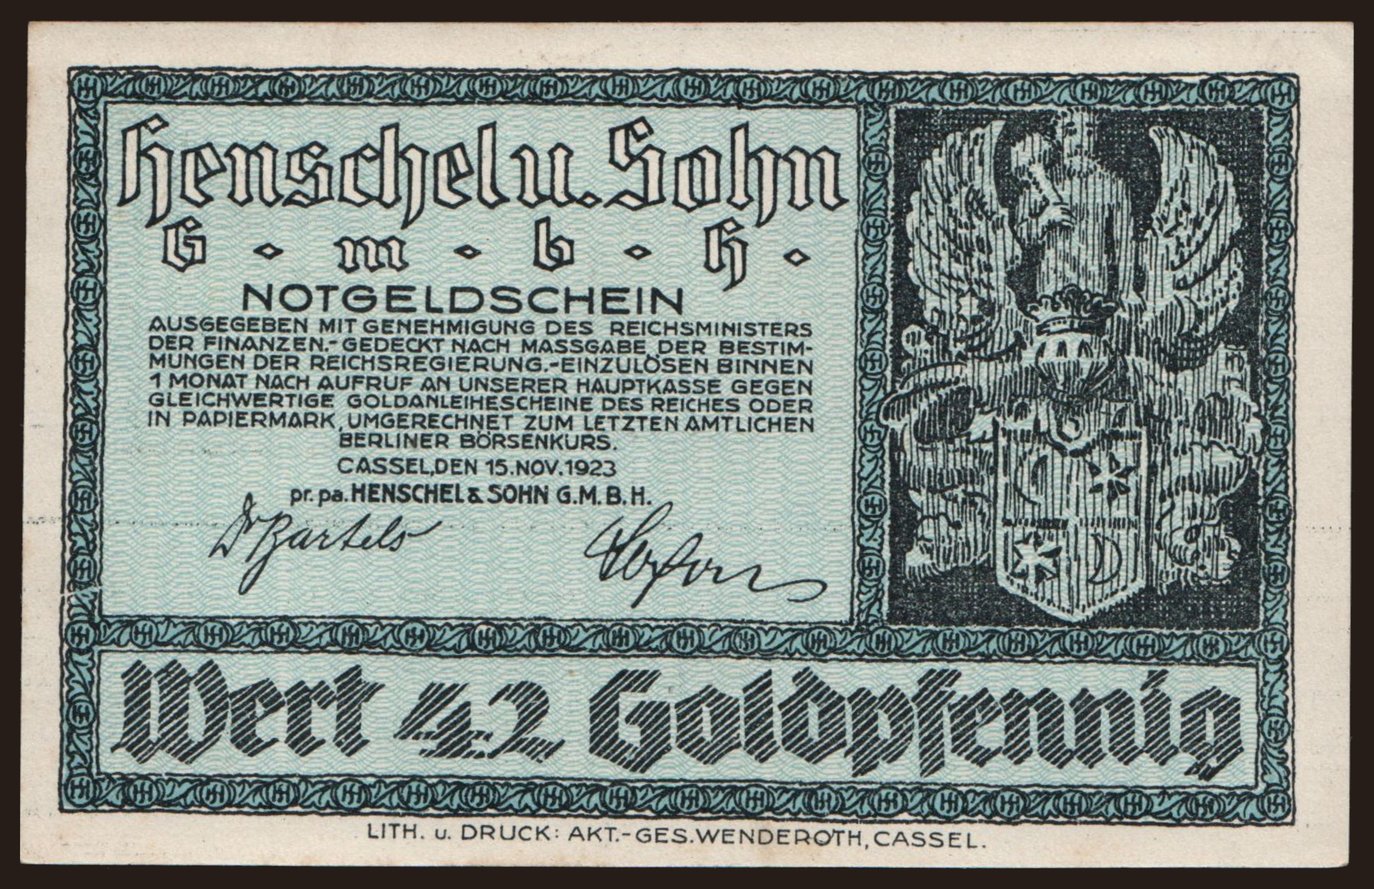 Henschel u. Sohn
G. m. b. H.
NOTGELDSCHEIN
AUSGEGEBEN MIT GENEHMIGUNG DES REICHSMINISTERS
DER FINANZEN.-GEDECKT NACH MASSGABE DER BESTIM-
MUNGEN DER REICHSREGIERUNG.-EINZULÖSEN BINNEN
1 MONAT NACH AUFRUF AN UNSERER HAUPTKASSE GEGEN
GLEICHWERTIGE GOLDANLEIHESCHEINE DES REICHES ODER
IN PAPIERMARK, UMGERECHNET ZUM LETZTEN AMTLICHEN
BERLINER BÖRSENKURS.
CASSEL, DEN 15. NOV. 1923
pr. pa. HENSCHEL & SOHN G.M.B.H.
Dr Bartels
Wert 42 Goldpfennig
LITH. u. DRUCK: AKT.-GES. WENDEROTH, CASSEL.